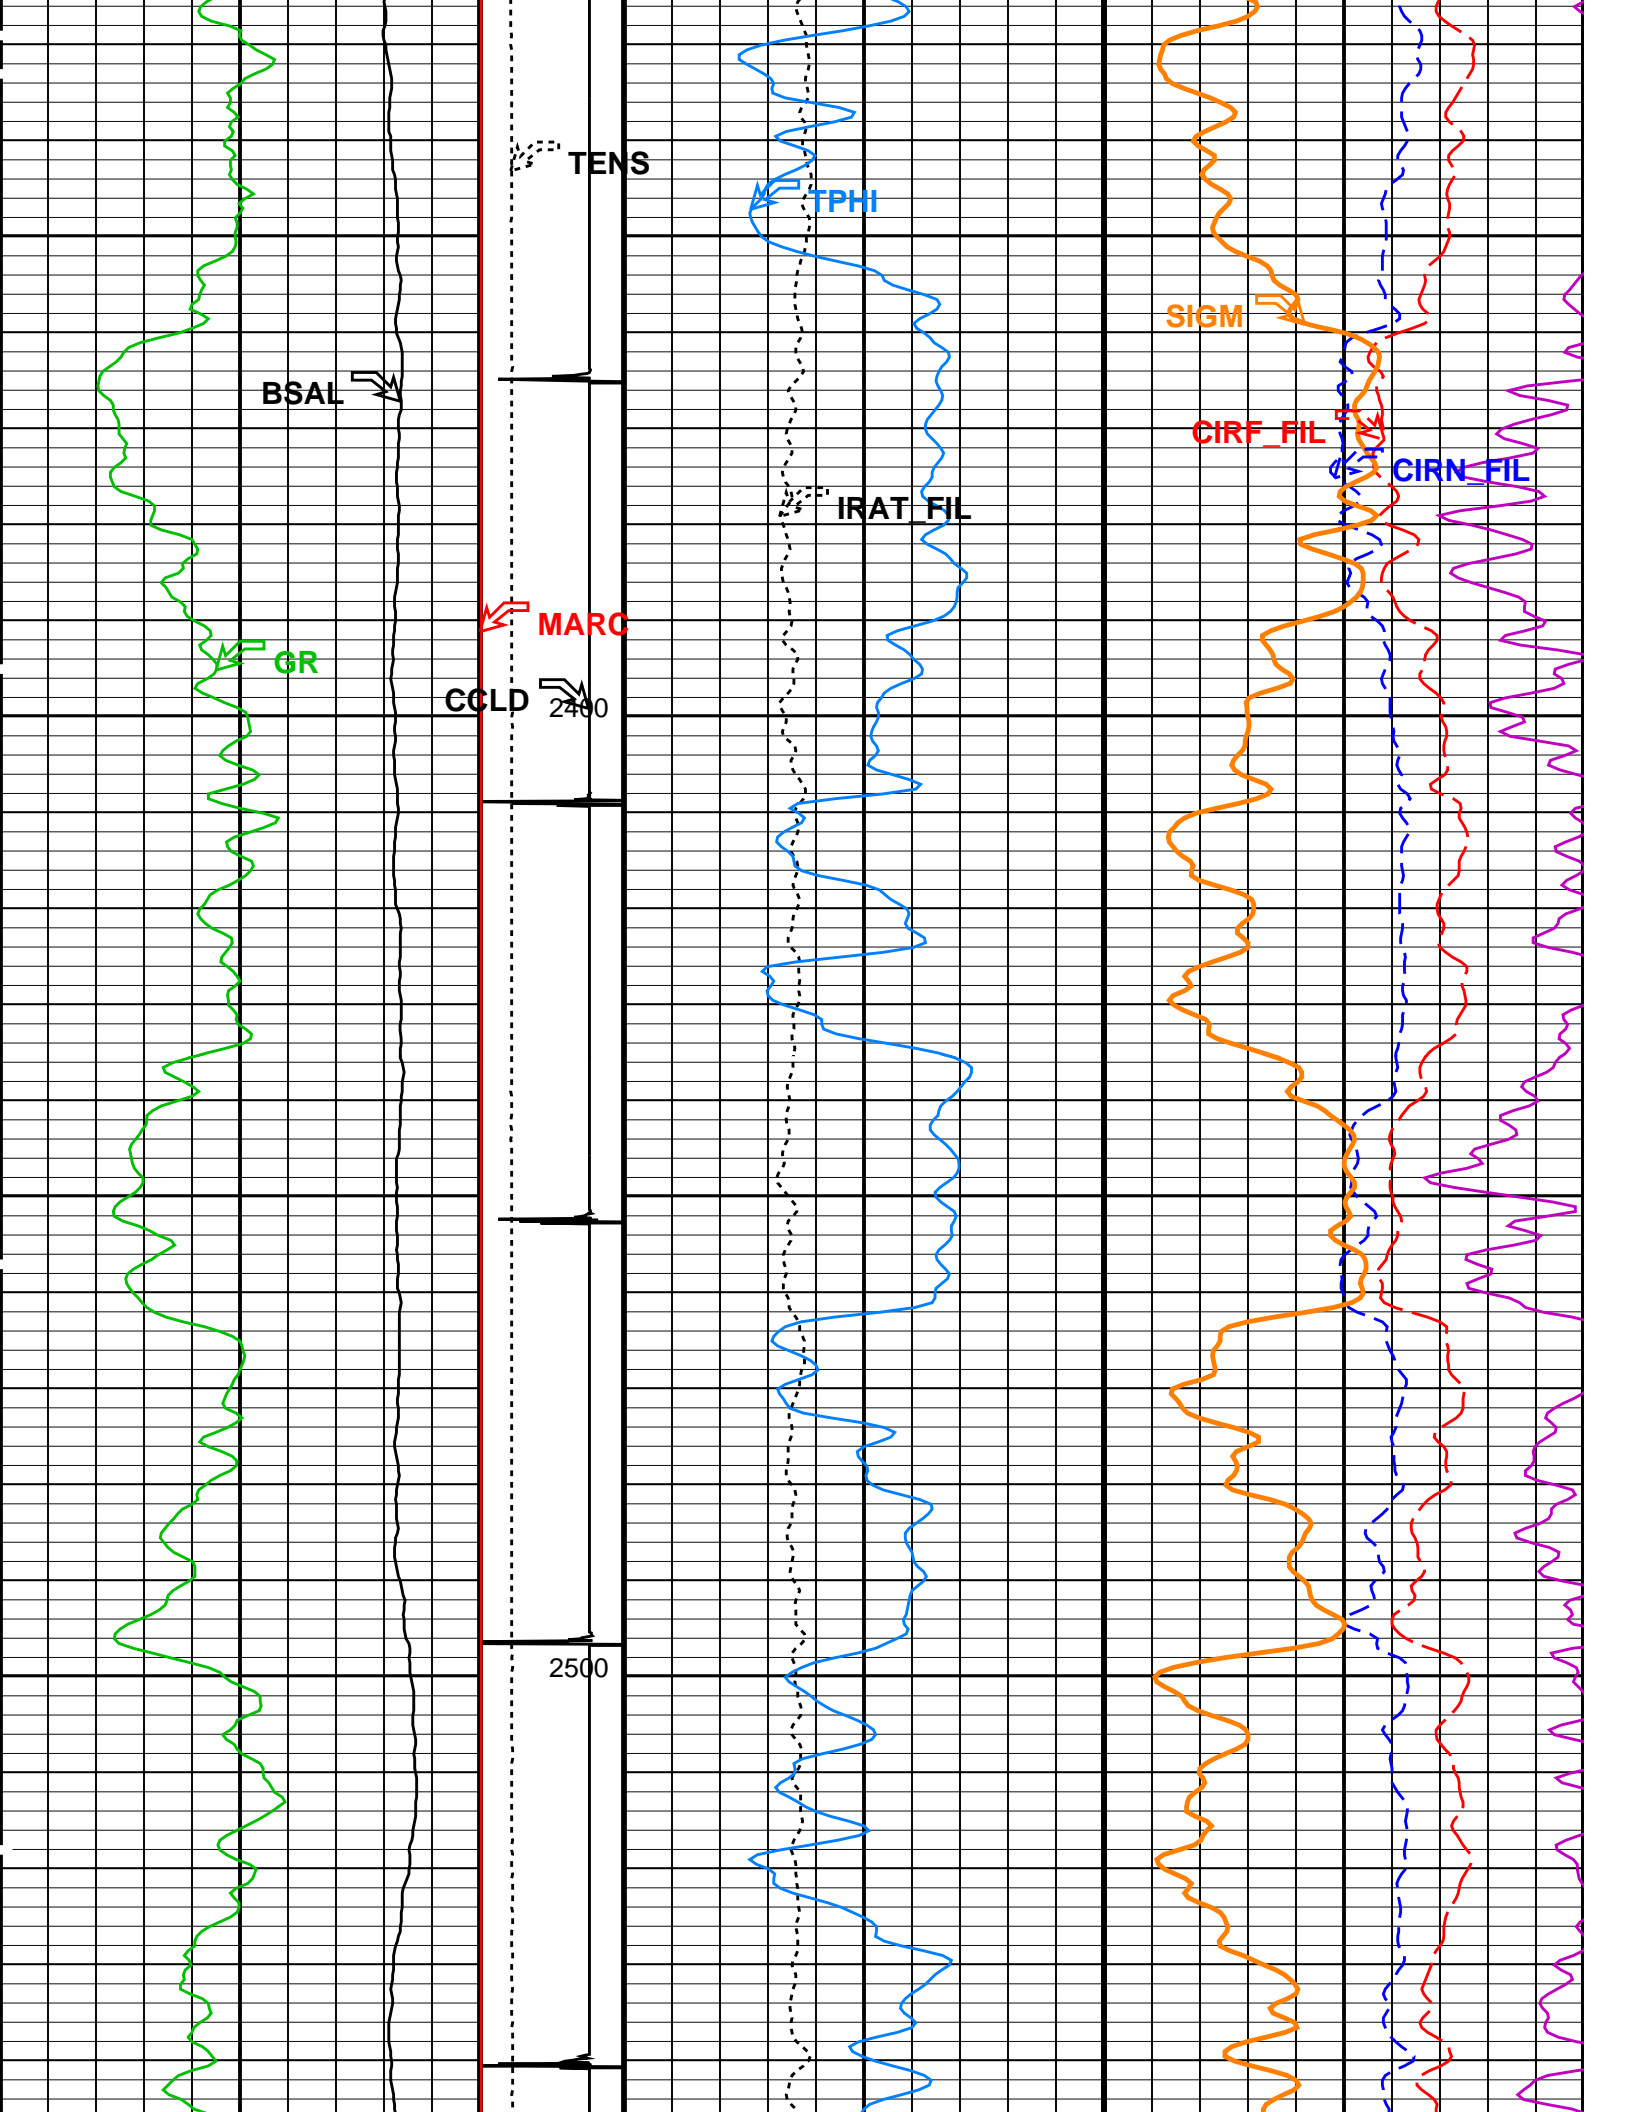 TENS
TPHI
SIGM
BSAL
CIRF_FIL
CIRN_FIL
IRAT_FIL
MARC
GR
CCLD
2400
2500